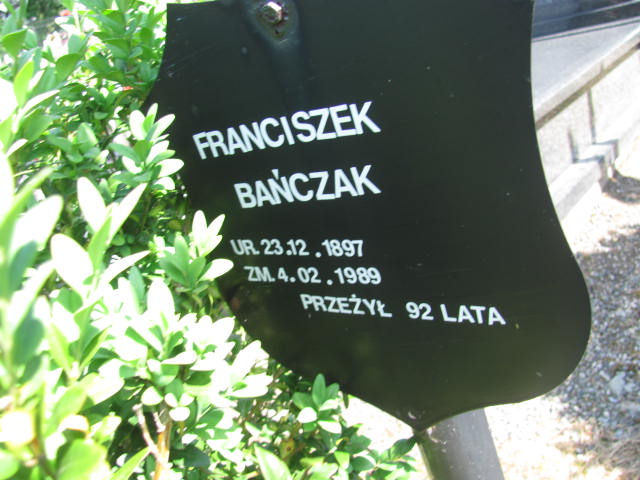 FRANCISZEK
BAŃCZAK
UR. 23.12.1897
ZM. 4.02.1989
PRZEŻYŁ 92 LATA